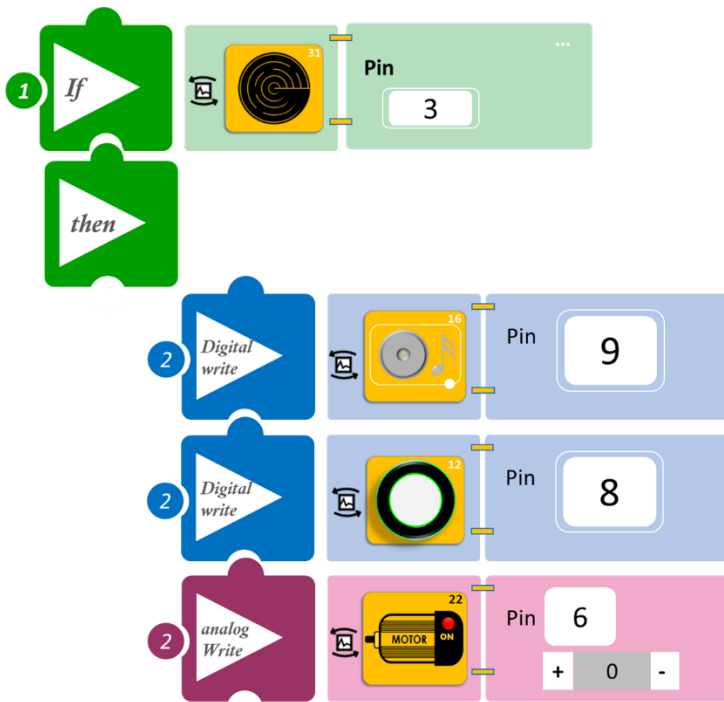 1
If
31
Pin
3
then
2
Digital
write
16
Pin
9
2
Digital
write
12
Pin
8
2
analog
Write
22
MOTOR
ON
Pin
6
+ 0 -